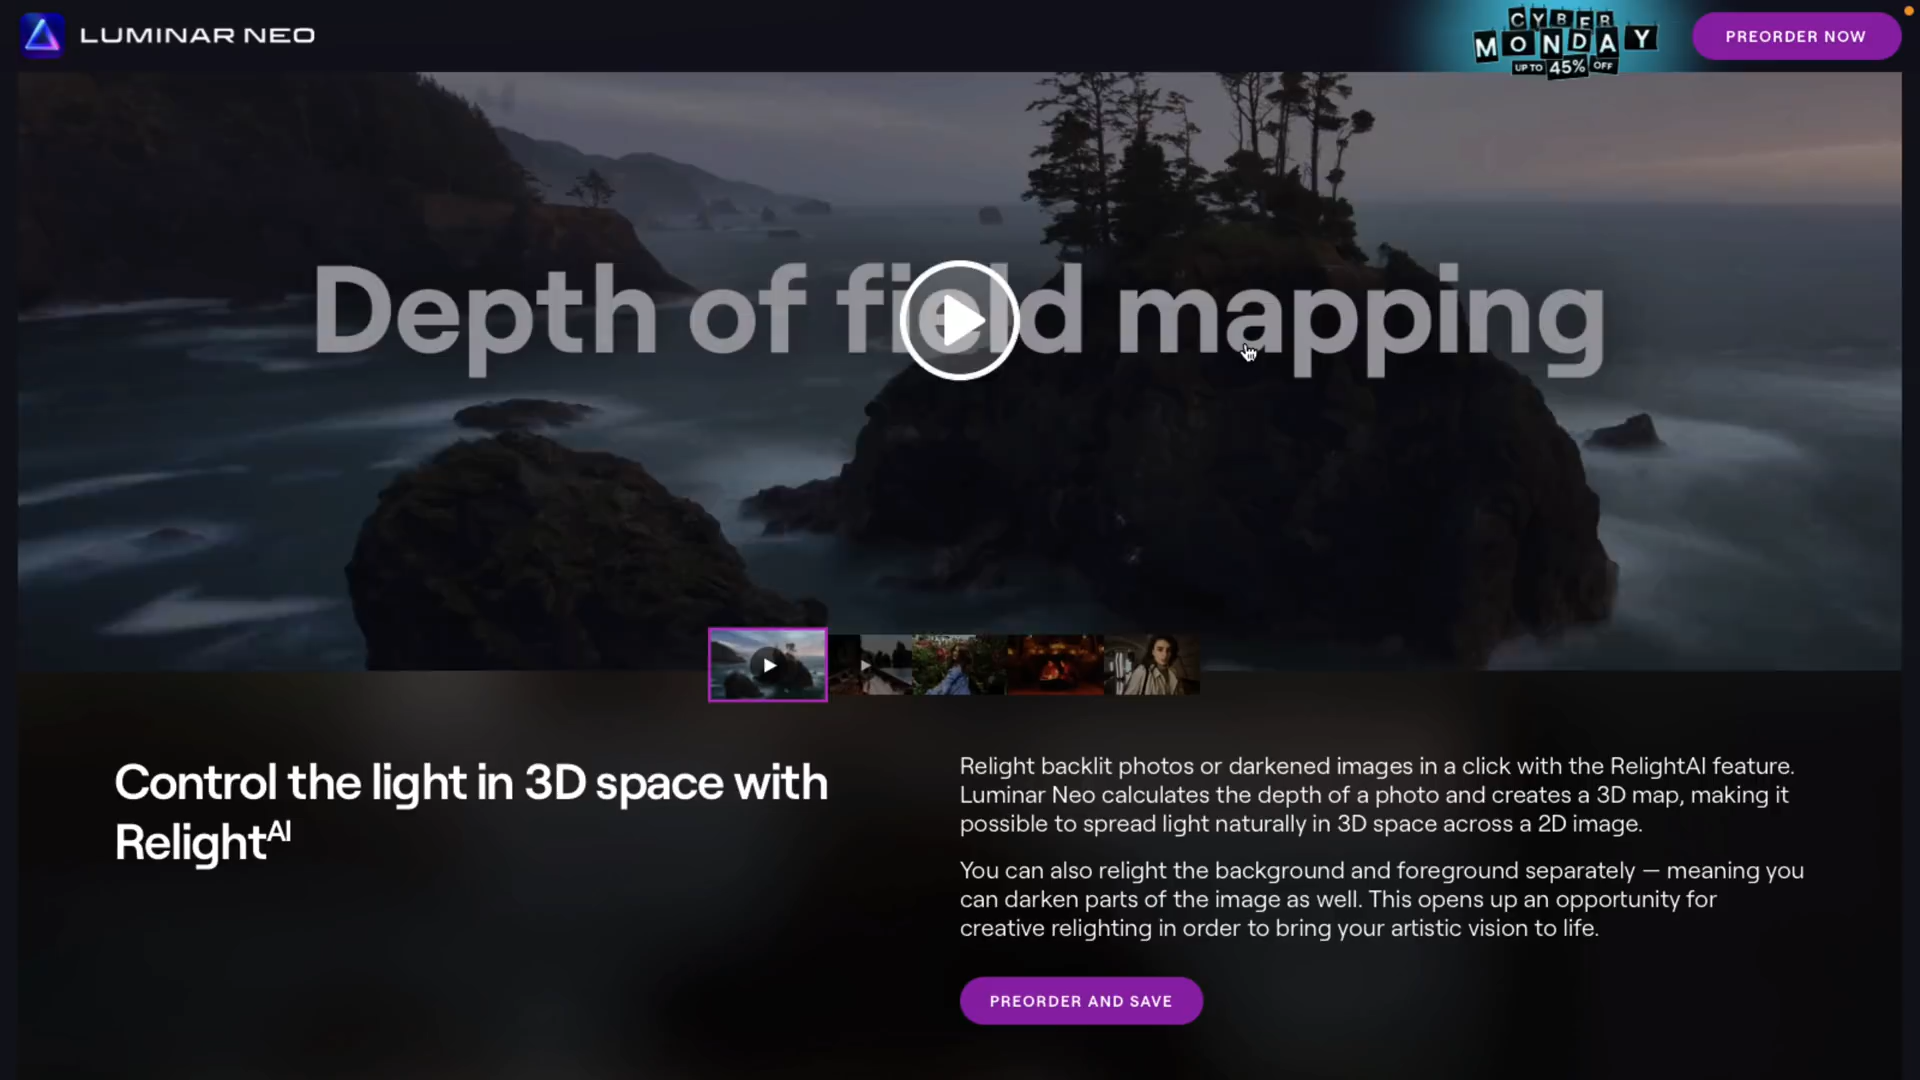 LUMINAR NEO
CYBER
MONDAY
UP TO 45% OFF
PREORDER NOW
Depth of field mapping
Control the light in 3D space with
RelightAI
Relight backlit photos or darkened images in a click with the RelightAI feature.
Luminar Neo calculates the depth of a photo and creates a 3D map, making it
possible to spread light naturally in 3D space across a 2D image.
You can also relight the background and foreground separately — meaning you
can darken parts of the image as well. This opens up an opportunity for
creative relighting in order to bring your artistic vision to life.
PREORDER AND SAVE